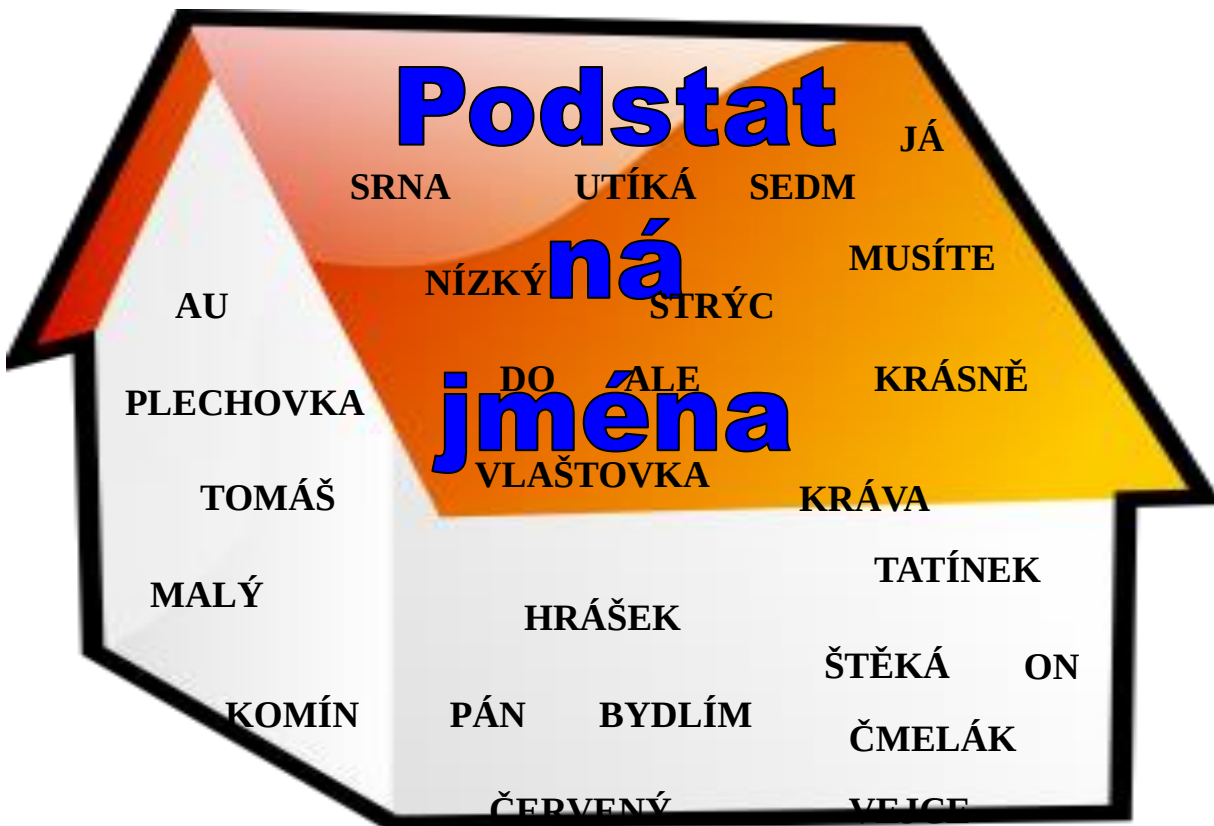 Podstat
JÁ
SRNA UTÍKÁ SEDM
ná
MUSÍTE
NÍZKÝ
AU
STRÝC
DO ALE
KRÁSNĚ
PLECHOVKA
jména
VLAŠTOVKA
TOMÁŠ
KRÁVA
TATÍNEK
MALÝ
HRÁŠEK
ŠTĚKÁ ON
KOMÍN PÁN BYDLÍM
ČMELÁK
ČERVENÝ VEJCE